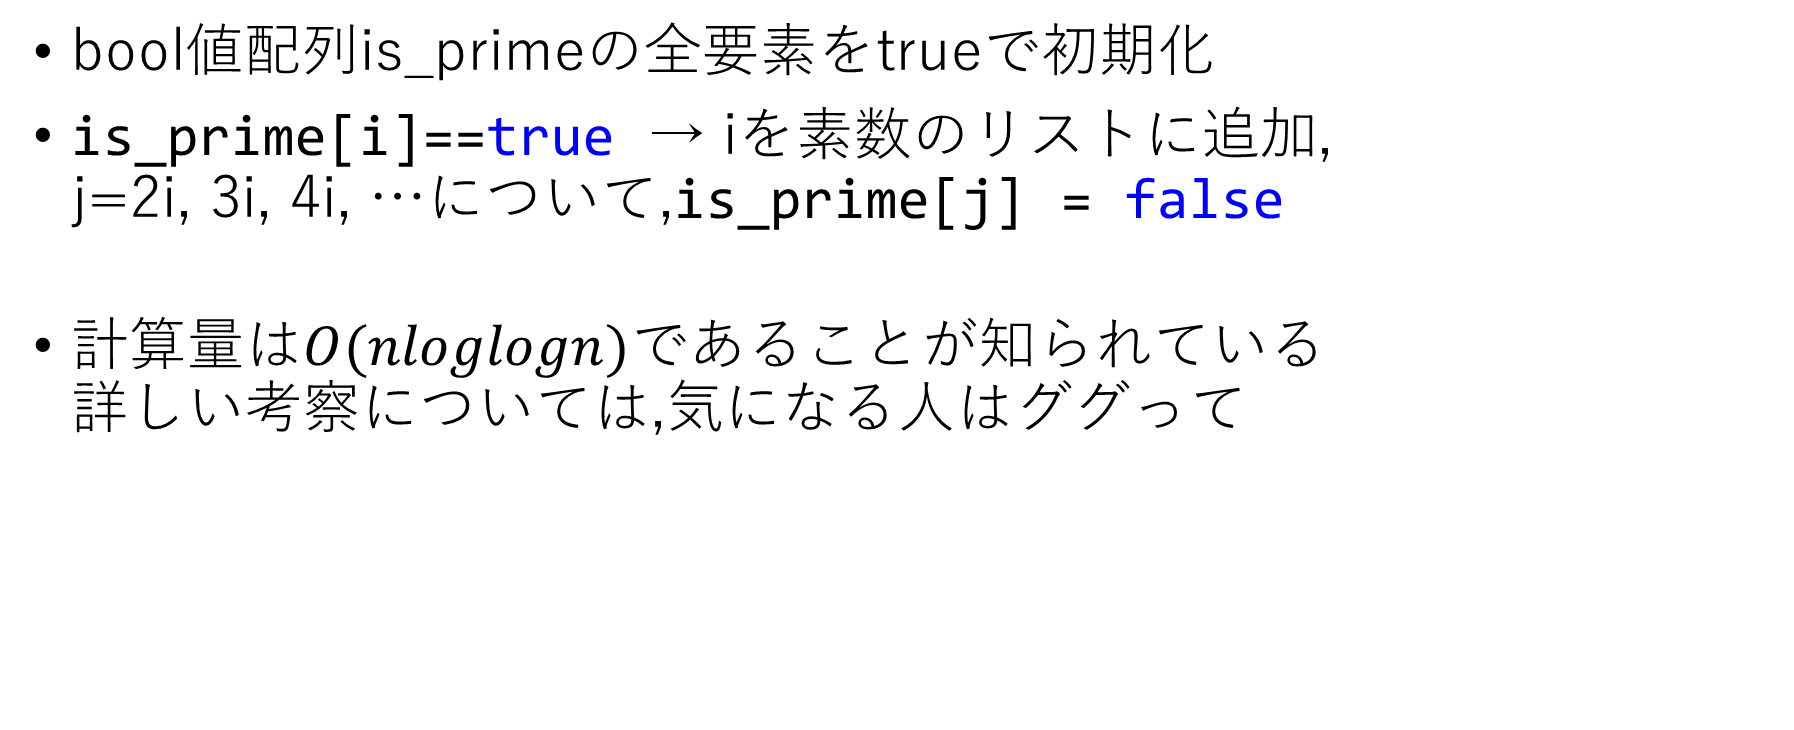 • bool値配列is_primeの全要素をtrueで初期化
• is_prime[i]==true → iを素数のリストに追加,
j=2i, 3i, 4i, …について,is_prime[j] = false
• 計算量はO(nloglogn)であることが知られている
詳しい考察については,気になる人はググって